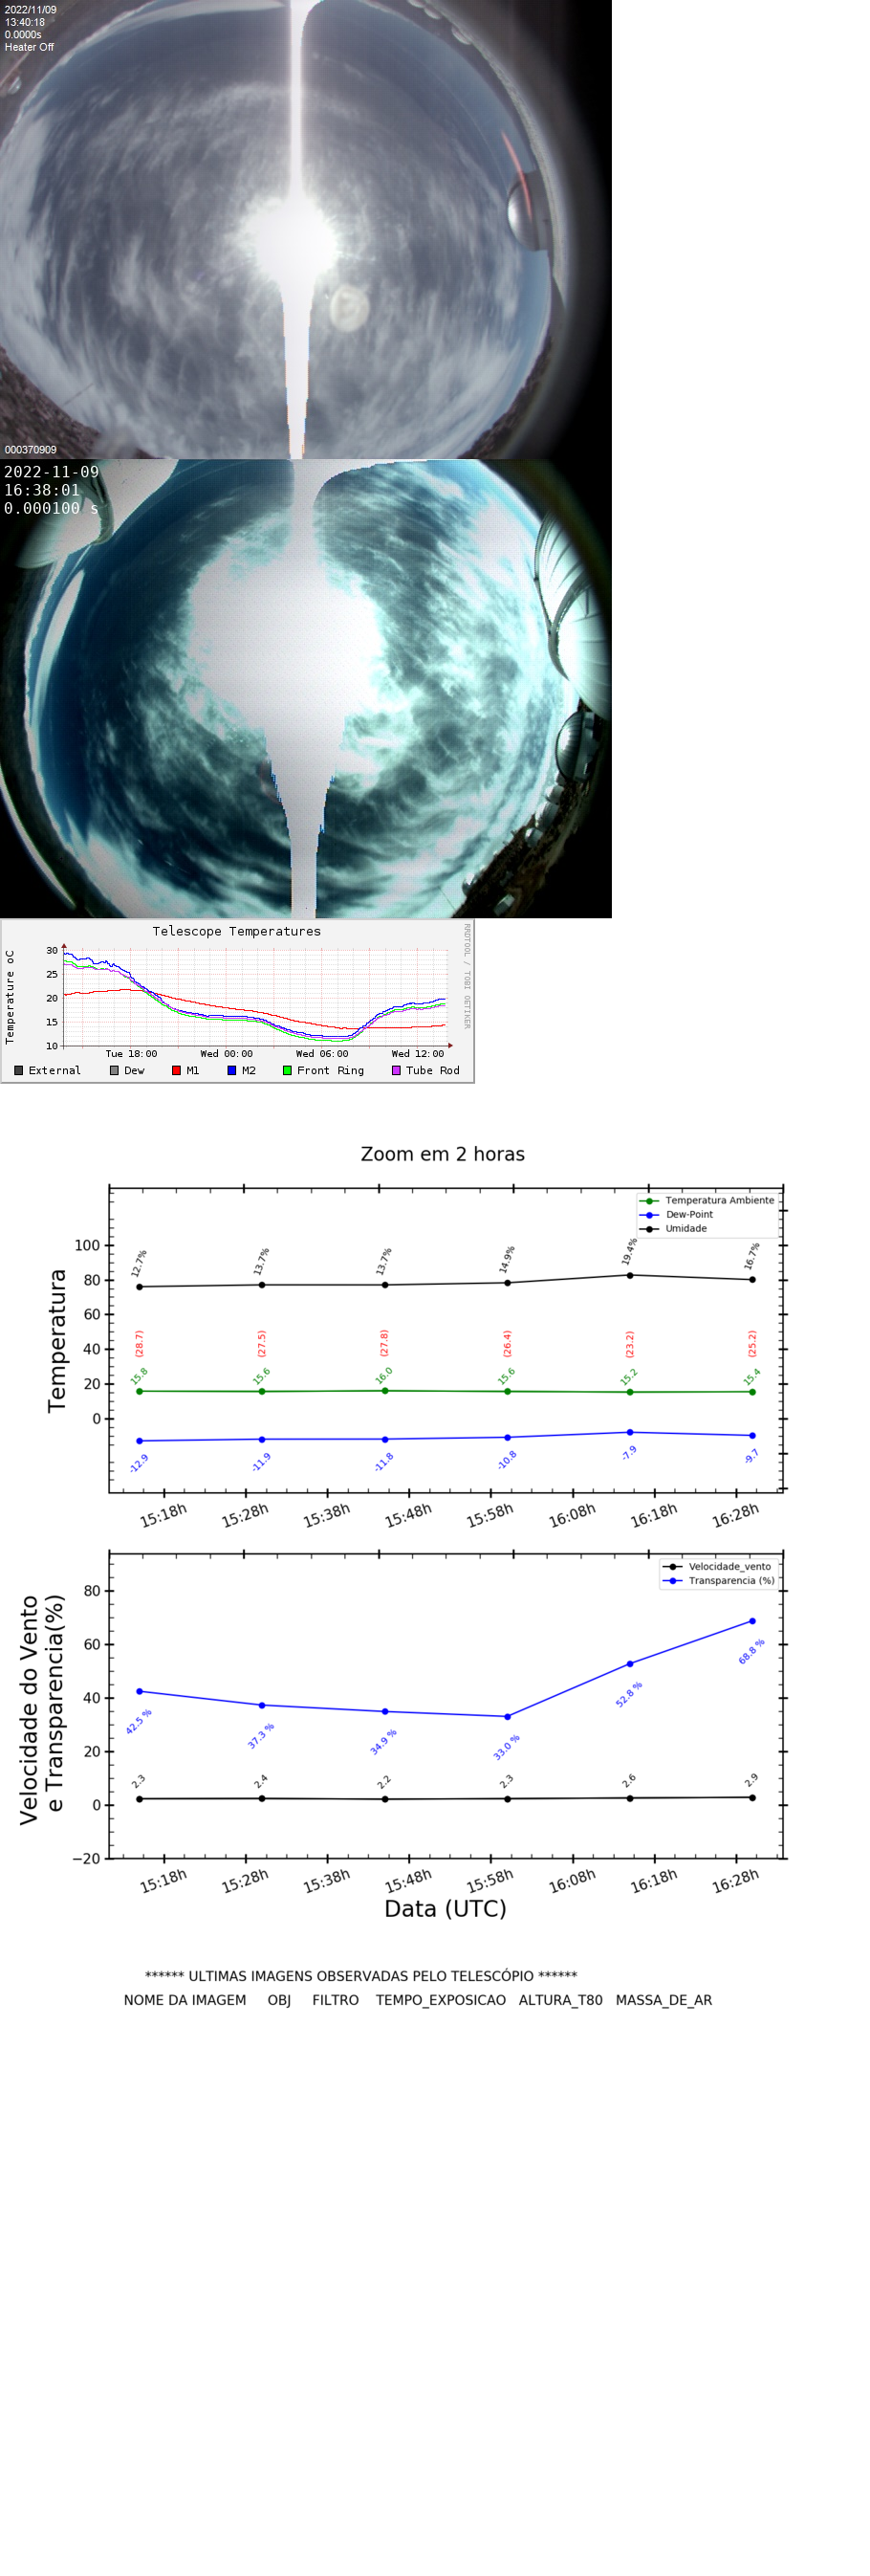 2022/11/09
13:40:18
0.0000s
Heater Off
000370909
2022-11-09
16:38:01
0.000100 s
Telescope Temperatures
RRDTOOL / TOBI OETIKER
Temperature oC
30
25
20
15
10
Tue 18:00 Wed 00:00 Wed 06:00 Wed 12:00
External Dew M1 M2 Front Ring Tube Rod
Zoom em 2 horas
Temperatura Ambiente
Dew-Point
Umidade
Temperatura
100
80
60
40
20
0
12.7% 13.7% 13.7% 14.9% 19.4% 16.7%
(28.7) (27.5) (27.8) (26.4) (23.2) (25.2)
15.8 15.6 16.0 15.6 15.2 15.4
-12.9 -11.9 -11.8 -10.8 -7.9 -9.7
15:18h 15:28h 15:38h 15:48h 15:58h 16:08h 16:18h 16:28h
Velocidade_vento
Transparencia (%)
Velocidade do Vento
e Transparencia(%)
80
60
40
20
0
−20
42.5 % 37.3 % 34.9 % 33.0 % 52.8 % 68.8 %
2.3 2.4 2.2 2.3 2.6 2.9
15:18h 15:28h 15:38h 15:48h 15:58h 16:08h 16:18h 16:28h
Data (UTC)
****** ULTIMAS IMAGENS OBSERVADAS PELO TELESCÓPIO ******
NOME DA IMAGEM OBJ FILTRO TEMPO_EXPOSICAO ALTURA_T80 MASSA_DE_AR